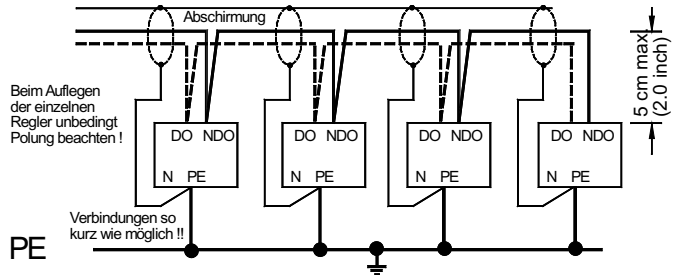 Abschirmung
5 cm max.
(2.0 inch)
Beim Auflegen
der einzelnen
Regler unbedingt
Polung beachten !
DO NDO
N PE
DO NDO
N PE
DO NDO
N PE
DO NDO
N PE
Verbindungen so
kurz wie möglich !!
PE